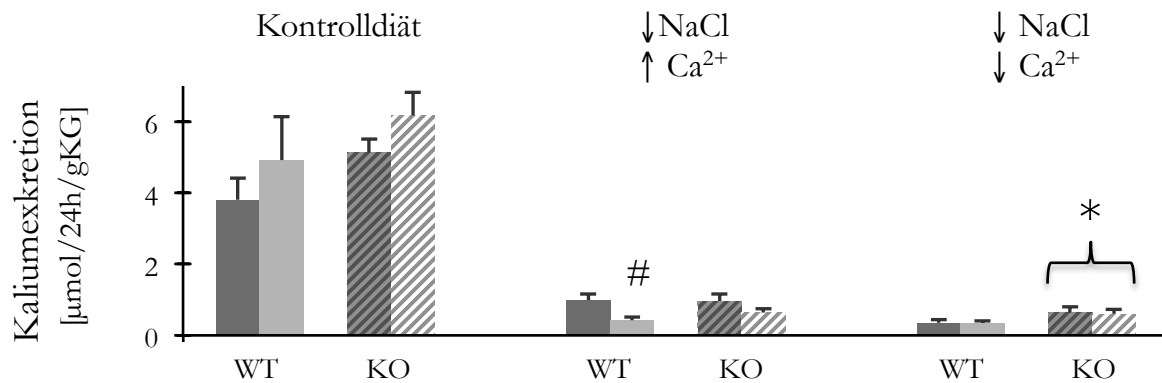 Kontrolldiät
↓NaCl
↑ Ca²⁺
↓ NaCl
↓ Ca²⁺
Kaliumexkretion
[µmol/24h/gKG]
6
4
2
0
#
*
WT
KO
WT
KO
WT
KO